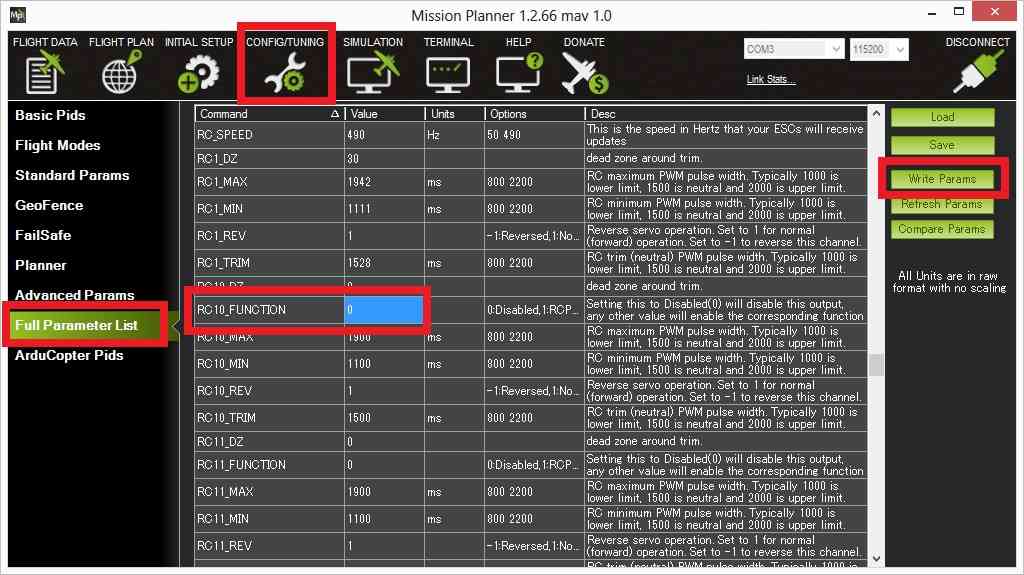 Mission Planner 1.2.66 mav 1.0
FLIGHT DATA FLIGHT PLAN INITIAL SETUP CONFIG/TUNING SIMULATION TERMINAL HELP DONATE DISCONNECT
COM3 115200
Link Stats...
Basic Pids
Flight Modes
Standard Params
GeoFence
FailSafe
Planner
Advanced Params
Full Parameter List
ArduCopter Pids
Command Value Units Options Desc
RC_SPEED 490 Hz 50 490 This is the speed in Hertz that your ESCs will receive
updates
RC1_DZ 30 dead zone around trim.
RC1_MAX 1942 ms 800 2200 RC maximum PWM pulse width. Typically 1000 is
lower limit, 1500 is neutral and 2000 is upper limit.
RC1_MIN 1111 ms 800 2200 RC minimum PWM pulse width. Typically 1000 is
lower limit, 1500 is neutral and 2000 is upper limit.
RC1_REV 1 -1:Reversed,1:No... Reverse servo operation. Set to 1 for normal
(forward) operation. Set to -1 to reverse this channel.
RC1_TRIM 1528 ms 800 2200 RC trim (neutral) PWM pulse width. Typically 1000 is
lower limit, 1500 is neutral and 2000 is upper limit.
RC10_DZ 0 dead zone around trim.
RC10_FUNCTION 0 0:Disabled,1:RCP... Setting this to Disabled(0) will disable this output,
any other value will enable the corresponding function
RC10_MAX 1900 ms 800 2200 RC maximum PWM pulse width. Typically 1000 is
lower limit, 1500 is neutral and 2000 is upper limit.
RC10_MIN 1100 ms 800 2200 RC minimum PWM pulse width. Typically 1000 is
lower limit, 1500 is neutral and 2000 is upper limit.
RC10_REV 1 -1:Reversed,1:No... Reverse servo operation. Set to 1 for normal
(forward) operation. Set to -1 to reverse this channel.
RC10_TRIM 1500 ms 800 2200 RC trim (neutral) PWM pulse width. Typically 1000 is
lower limit, 1500 is neutral and 2000 is upper limit.
RC11_DZ 0 dead zone around trim.
RC11_FUNCTION 0 0:Disabled,1:RCP... Setting this to Disabled(0) will disable this output,
any other value will enable the corresponding function
RC11_MAX 1900 ms 800 2200 RC maximum PWM pulse width. Typically 1000 is
lower limit, 1500 is neutral and 2000 is upper limit.
RC11_MIN 1100 ms 800 2200 RC minimum PWM pulse width. Typically 1000 is
lower limit, 1500 is neutral and 2000 is upper limit.
RC11_REV 1 -1:Reversed,1:No... Reverse servo operation. Set to 1 for normal
(forward) operation. Set to -1 to reverse this channel.
RC trim (neutral) PWM pulse width. Typically 1000 is
Load
Save
Write Params
Refresh Params
Compare Params
All Units are in raw
format with no scaling